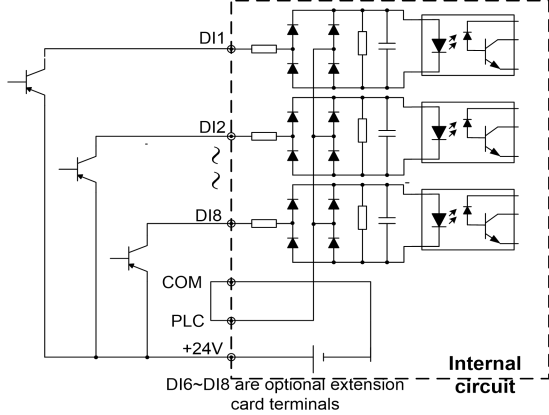 DI1
DI2
DI8
COM
PLC
+24V
Internal
circuit
DI6~DI8 are optional extension
card terminals